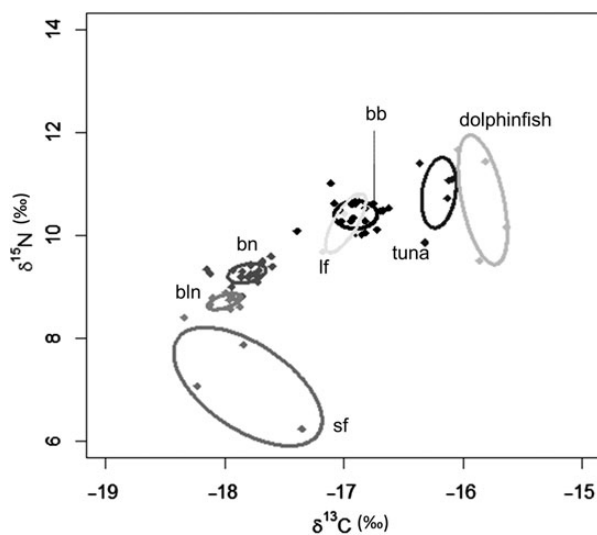 14
12
10
8
6
δ15N (‰)
dolphinfish
bb
bn
lf
tuna
bln
sf
−19
−18
−17
−16
−15
δ13C (‰)